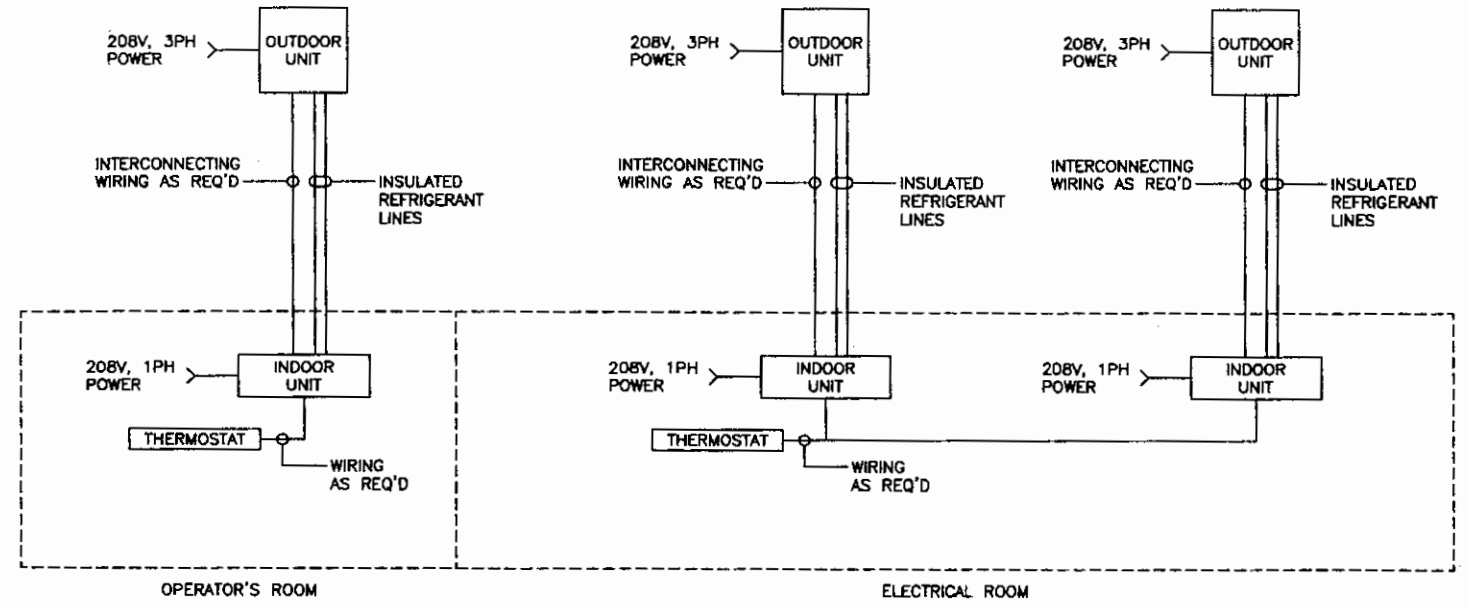 208V, 3PH
POWER
OUTDOOR
UNIT
208V, 3PH
POWER
OUTDOOR
UNIT
208V, 3PH
POWER
OUTDOOR
UNIT
INTERCONNECTING
WIRING AS REQ'D
INSULATED
REFRIGERANT
LINES
INTERCONNECTING
WIRING AS REQ'D
INSULATED
REFRIGERANT
LINES
INTERCONNECTING
WIRING AS REQ'D
INSULATED
REFRIGERANT
LINES
208V, 1PH
POWER
INDOOR
UNIT
208V, 1PH
POWER
INDOOR
UNIT
208V, 1PH
POWER
INDOOR
UNIT
THERMOSTAT
WIRING
AS REQ'D
THERMOSTAT
WIRING
AS REQ'D
OPERATOR'S ROOM
ELECTRICAL ROOM